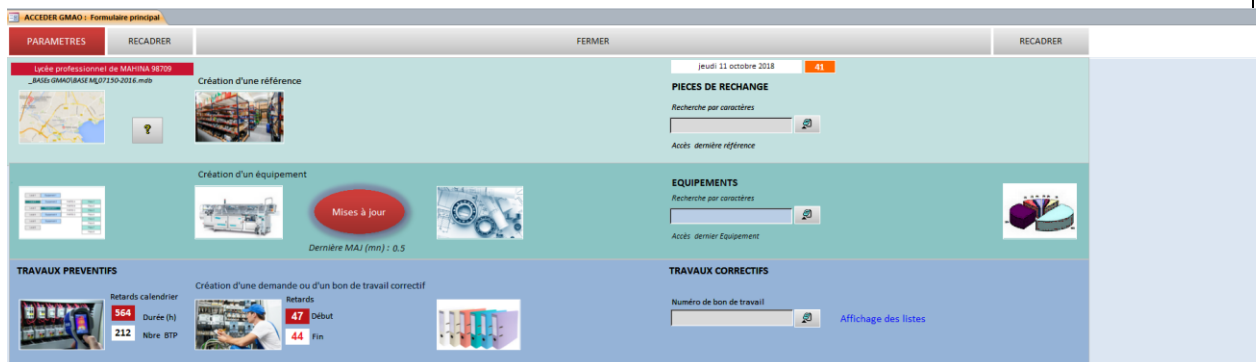 ACCEDER GMAO : Formulaire principal
PARAMETRES
RECADRER
FERMER
RECADRER
Lycée professionnel de MAHINA 98709
jeudi 11 octobre 2018
41
_BASEs GMAO\BASE MI_07150-2016.mdb
Création d'une référence
PIECES DE RECHANGE
Recherche par caractères
?
Accès dernière référence
Création d'un équipement
EQUIPEMENTS
Recherche par caractères
Mises à jour
Accès dernier Equipement
Dernière MAJ (mn) : 0.5
TRAVAUX PREVENTIFS
TRAVAUX CORRECTIFS
Création d'une demande ou d'un bon de travail correctif
Retards calendrier
Retards
Numéro de bon de travail
564 Durée (h)
47 Début
Affichage des listes
212 Nbre BTP
44 Fin